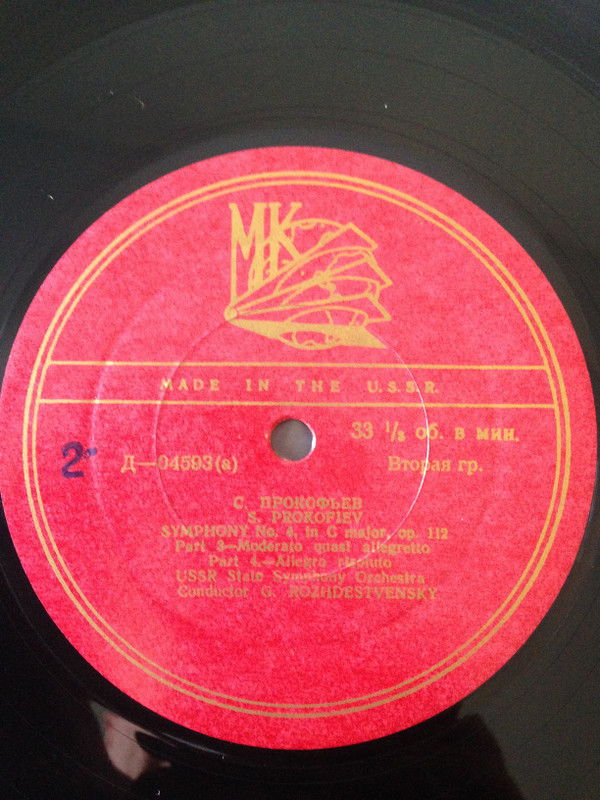 МК
MADE IN THE U.S.S.R.
33 1/3 об. в мин.
2
Д—04593(а)
Вторая гр.
С. ПРОКОФЬЕВ
S. PROKOFIEV
SYMPHONY No. 4, in C major, op. 112
Part 3—Moderato quasi allegretto
Part 4.—Allegro risoluto
USSR State Symphony Orchestra
Conductor G. ROZHDESTVENSKY